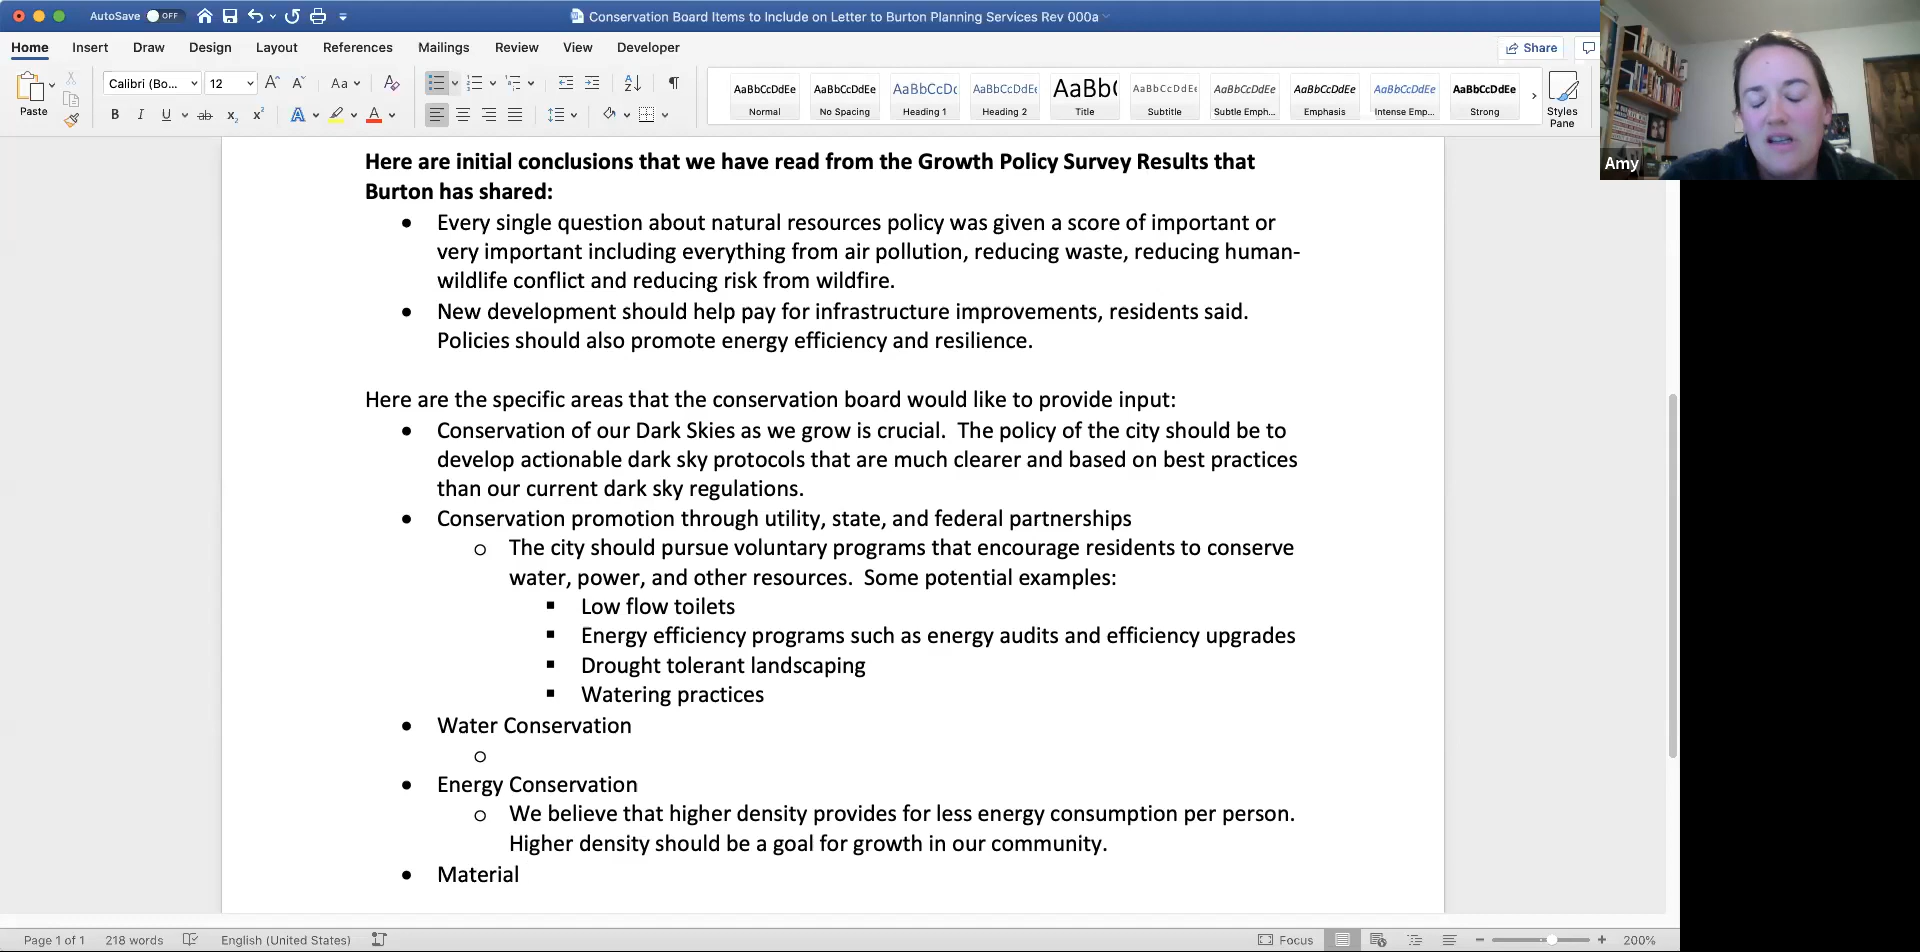 AutoSave OFF
Conservation Board Items to Include on Letter to Burton Planning Services Rev 000a
Home Insert Draw Design Layout References Mailings Review View Developer Share
Paste Calibri (Bo... 12 A A Aa A
B I U ab x2 x2 A A
AaBbCcDdEe AaBbCcDdEe AaBbCcDc AaBbCcDdEe AaBb( AaBbCcDdEe AaBbCcDdEe AaBbCcDdEe AaBbCcDdEe AaBbCcDdEe
Normal No Spacing Heading 1 Heading 2 Title Subtitle Subtle Emph... Emphasis Intense Emp... Strong
Styles
Pane
Amy
Here are initial conclusions that we have read from the Growth Policy Survey Results that
Burton has shared:
• Every single question about natural resources policy was given a score of important or
very important including everything from air pollution, reducing waste, reducing human-
wildlife conflict and reducing risk from wildfire.
• New development should help pay for infrastructure improvements, residents said.
Policies should also promote energy efficiency and resilience.
Here are the specific areas that the conservation board would like to provide input:
• Conservation of our Dark Skies as we grow is crucial. The policy of the city should be to
develop actionable dark sky protocols that are much clearer and based on best practices
than our current dark sky regulations.
• Conservation promotion through utility, state, and federal partnerships
o The city should pursue voluntary programs that encourage residents to conserve
water, power, and other resources. Some potential examples:
▪ Low flow toilets
▪ Energy efficiency programs such as energy audits and efficiency upgrades
▪ Drought tolerant landscaping
▪ Watering practices
• Water Conservation
o
• Energy Conservation
o We believe that higher density provides for less energy consumption per person.
Higher density should be a goal for growth in our community.
• Material
Page 1 of 1 218 words English (United States) Focus 200%